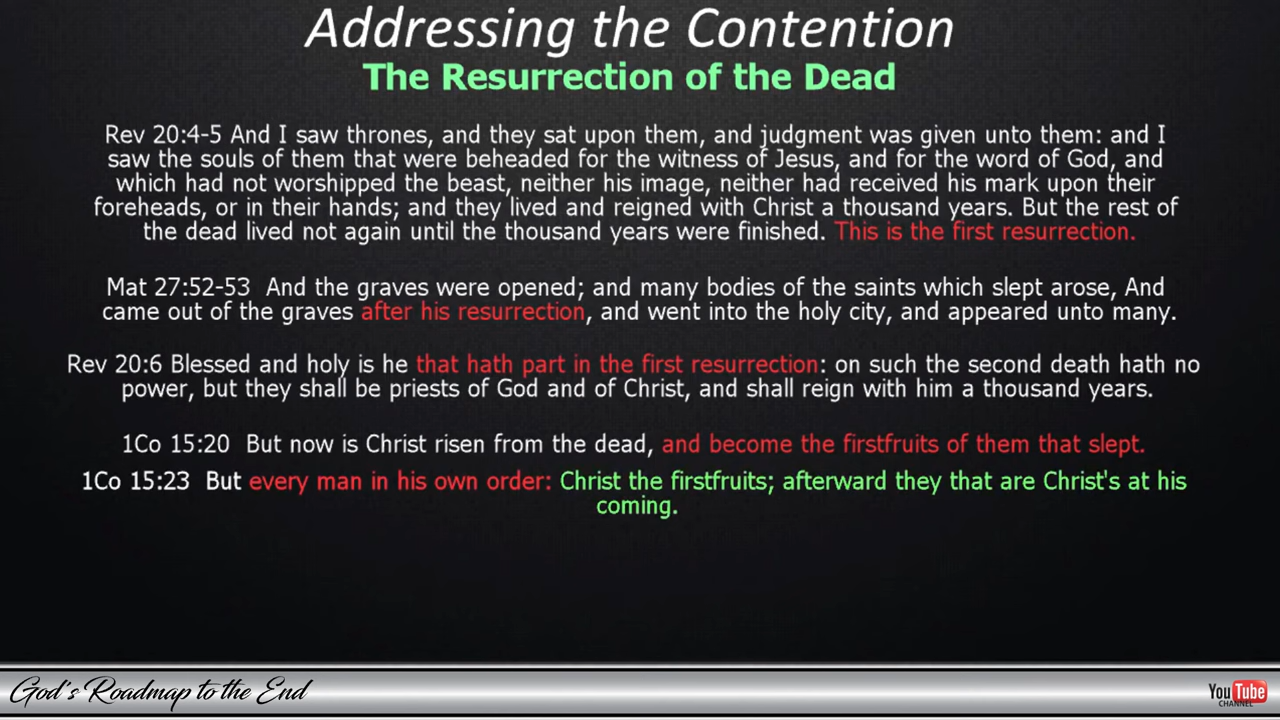 Addressing the Contention
The Resurrection of the Dead
Rev 20:4-5 And I saw thrones, and they sat upon them, and judgment was given unto them: and I
saw the souls of them that were beheaded for the witness of Jesus, and for the word of God, and
which had not worshipped the beast, neither his image, neither had received his mark upon their
foreheads, or in their hands; and they lived and reigned with Christ a thousand years. But the rest of
the dead lived not again until the thousand years were finished. This is the first resurrection.
Mat 27:52-53 And the graves were opened; and many bodies of the saints which slept arose, And
came out of the graves after his resurrection, and went into the holy city, and appeared unto many.
Rev 20:6 Blessed and holy is he that hath part in the first resurrection: on such the second death hath no
power, but they shall be priests of God and of Christ, and shall reign with him a thousand years.
1Co 15:20 But now is Christ risen from the dead, and become the firstfruits of them that slept.
1Co 15:23 But every man in his own order: Christ the firstfruits; afterward they that are Christ's at his
coming.
God's Roadmap to the End
YouTube
CHANNEL